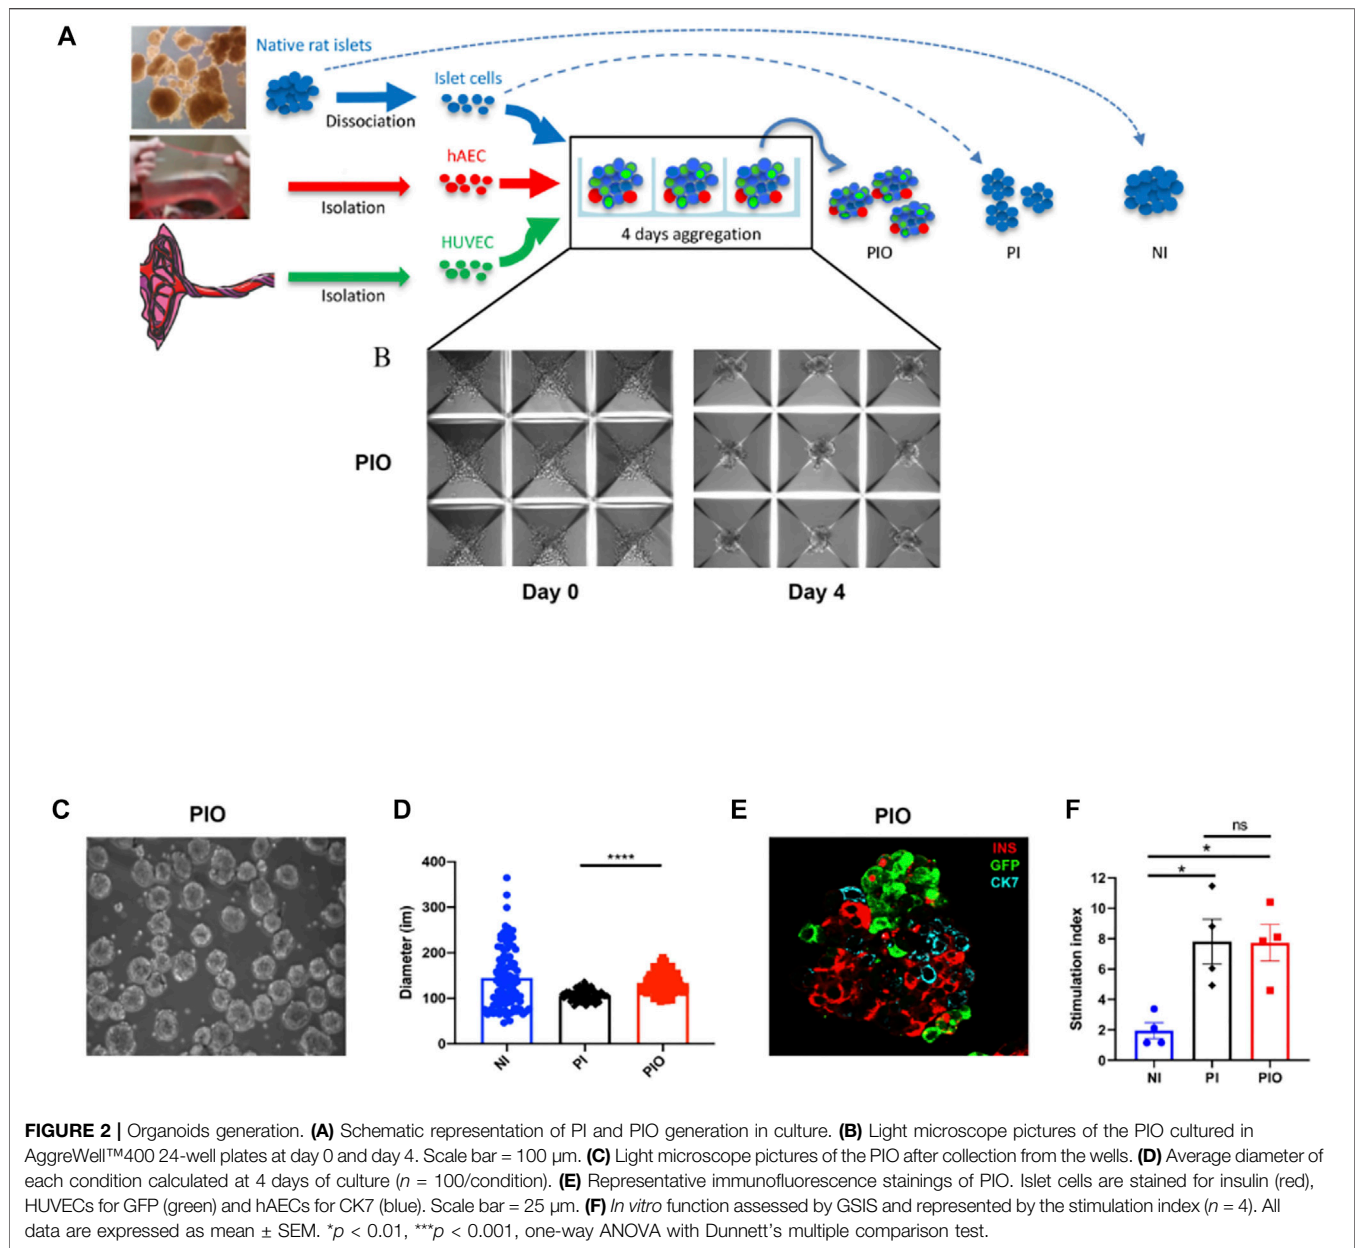 A
Native rat islets
Islet cells
Dissociation
hAEC
Isolation
HUVEC
Isolation
4 days aggregation
PIO
PI
NI
B
PIO
Day 0
Day 4
C
PIO
D
Diameter (im)
400
300
200
100
0
****
NI
PI
PIO
E
PIO
INS
GFP
CK7
F
ns
*
*
Stimulation index
12
10
8
6
4
2
0
NI
PI
PIO
FIGURE 2 | Organoids generation. (A) Schematic representation of PI and PIO generation in culture. (B) Light microscope pictures of the PIO cultured in
AggreWell™400 24-well plates at day 0 and day 4. Scale bar = 100 µm. (C) Light microscope pictures of the PIO after collection from the wells. (D) Average diameter of
each condition calculated at 4 days of culture (n = 100/condition). (E) Representative immunofluorescence stainings of PIO. Islet cells are stained for insulin (red),
HUVECs for GFP (green) and hAECs for CK7 (blue). Scale bar = 25 µm. (F) In vitro function assessed by GSIS and represented by the stimulation index (n = 4). All
data are expressed as mean ± SEM. *p < 0.01, ***p < 0.001, one-way ANOVA with Dunnett's multiple comparison test.